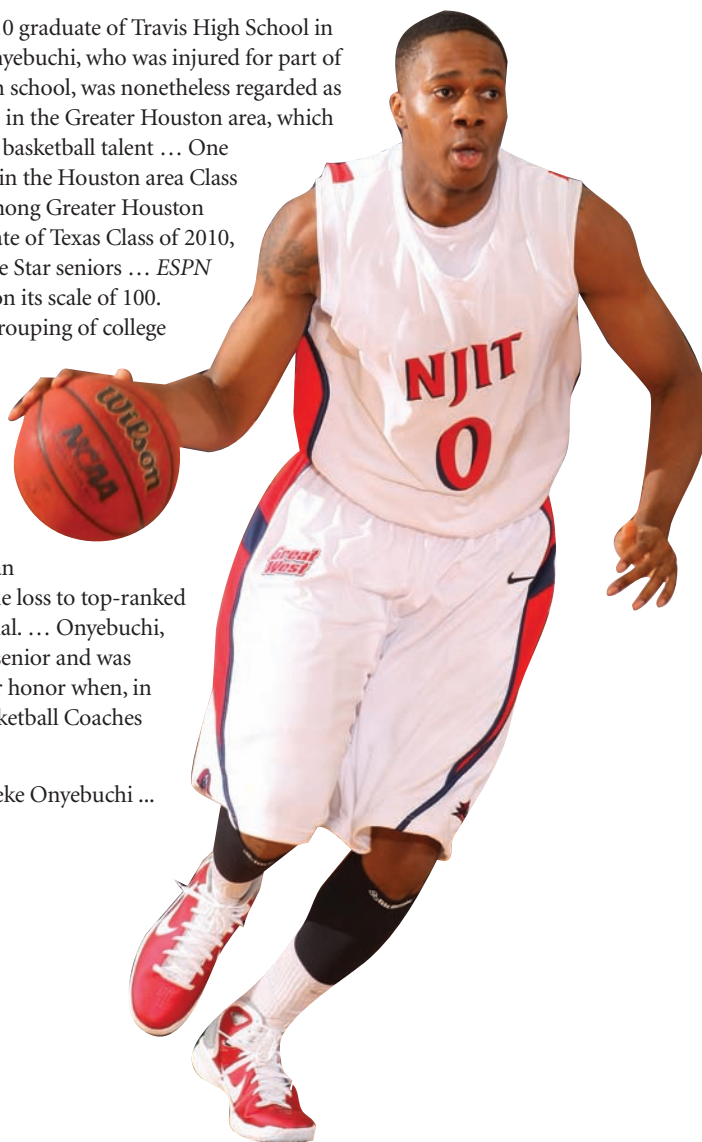 0 graduate of Travis High School in
nyebuchi, who was injured for part of
h school, was nonetheless regarded as
in the Greater Houston area, which
basketball talent … One
in the Houston area Class
mong Greater Houston
ate of Texas Class of 2010,
e Star seniors … ESPN
on its scale of 100.
rouping of college
Wilson
NCAA
NJIT
0
Great
West
an
e loss to top-ranked
al. … Onyebuchi,
senior and was
r honor when, in
ketball Coaches
eke Onyebuchi ...